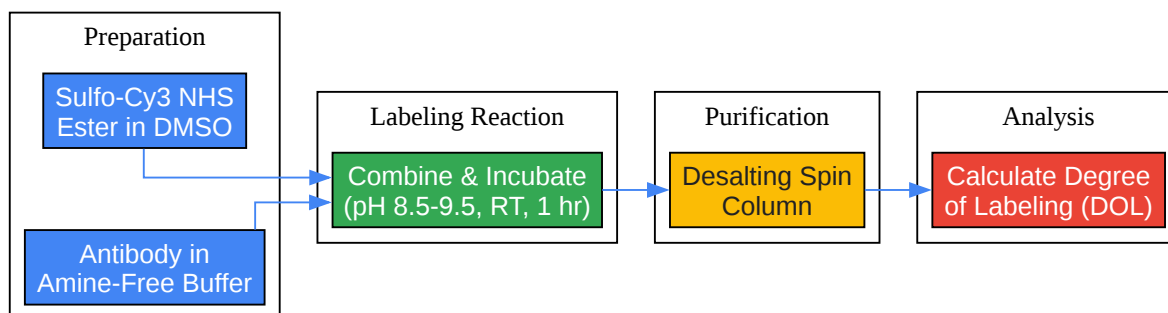 Preparation
Sulfo-Cy3 NHS
Ester in DMSO
Antibody in
Amine-Free Buffer
Labeling Reaction
Combine & Incubate
(pH 8.5-9.5, RT, 1 hr)
Purification
Desalting Spin
Column
Analysis
Calculate Degree
of Labeling (DOL)